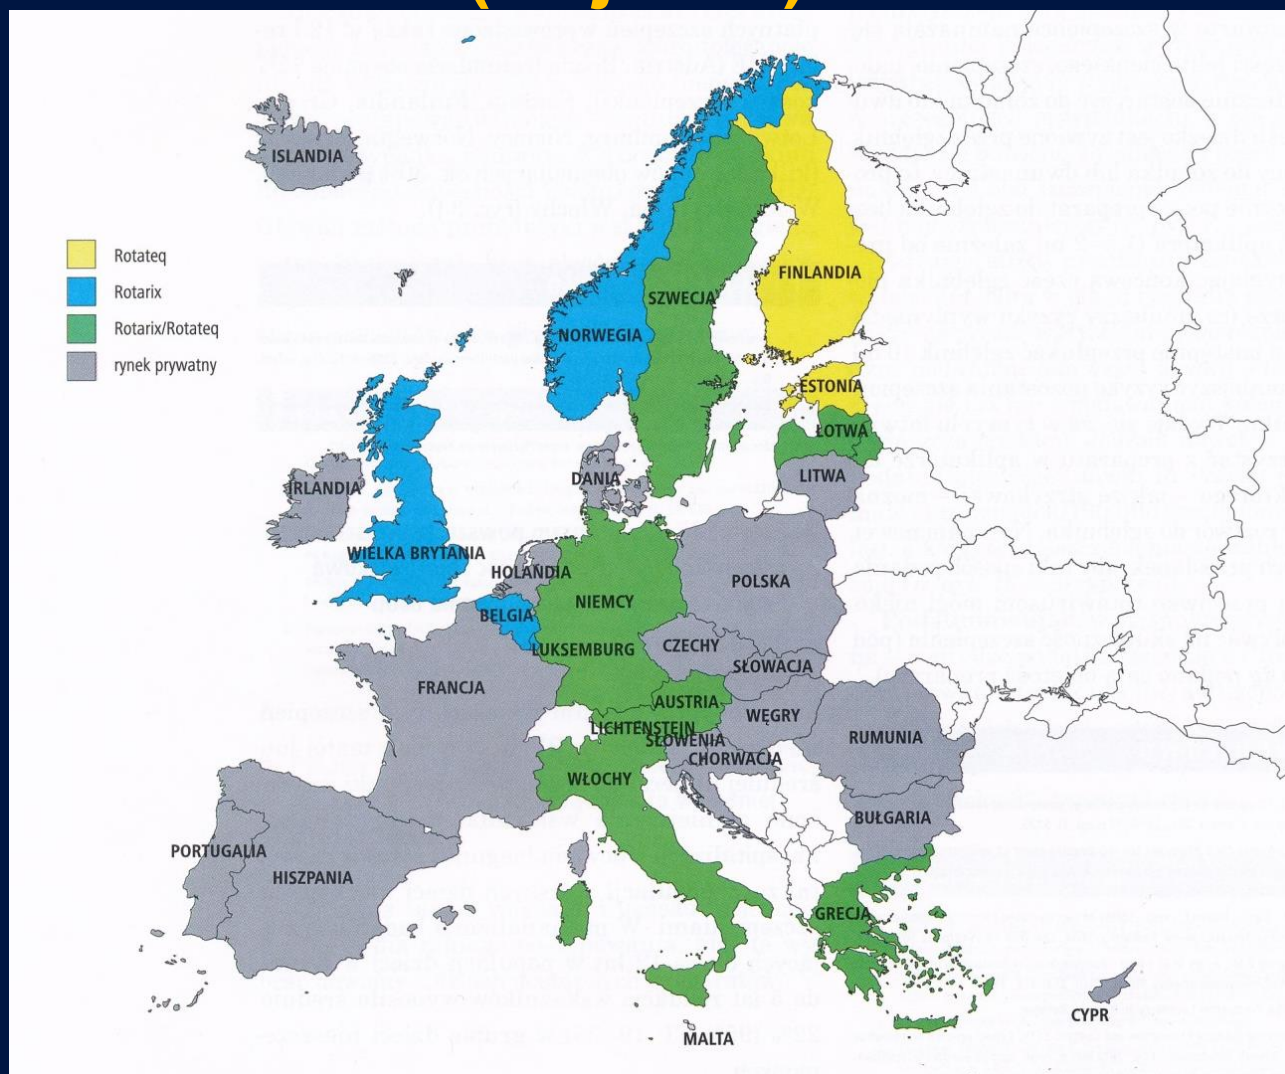 ISLANDIA
Rotateq
Rotarix
Rotarix/Rotateq
rynek prywatny
FINLANDIA
SZWECJA
NORWEGIA
ESTONIA
ŁOTWA
LITWA
DANIA
IRLANDIA
WIELKA BRYTANIA
HOLANDIA
POLSKA
NIEMCY
BELGIA
LUKSEMBURG
CZECHY
SŁOWACJA
FRANCJA
AUSTRIA
WĘGRY
LICHTENSTEIN
SŁOWENIA
RUMUNIA
CHORWACJA
WŁOCHY
BUŁGARIA
PORTUGALIA
HISZPANIA
GRECJA
CYPR
MALTA